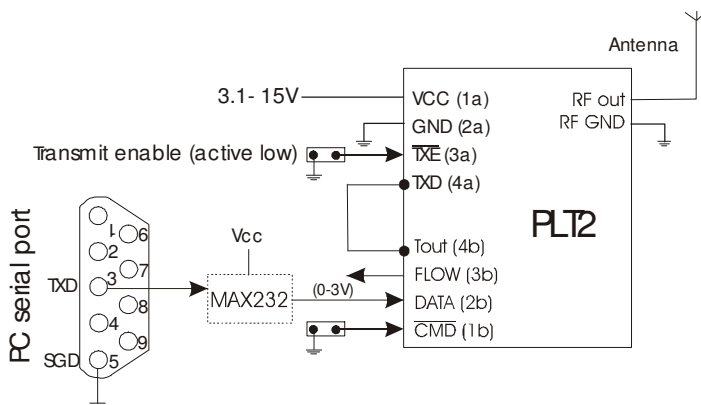 Antenna
3.1- 15V
VCC (1a)
RF out
GND (2a)
RF GND
Transmit enable (active low)
TXE (3a)
TXD (4a)
PLT2
PC serial port
1
6
2
Vcc
7
Tout (4b)
TXD
3
FLOW (3b)
MAX232
(0-3V)
DATA (2b)
8
4
CMD (1b)
9
SGD
5